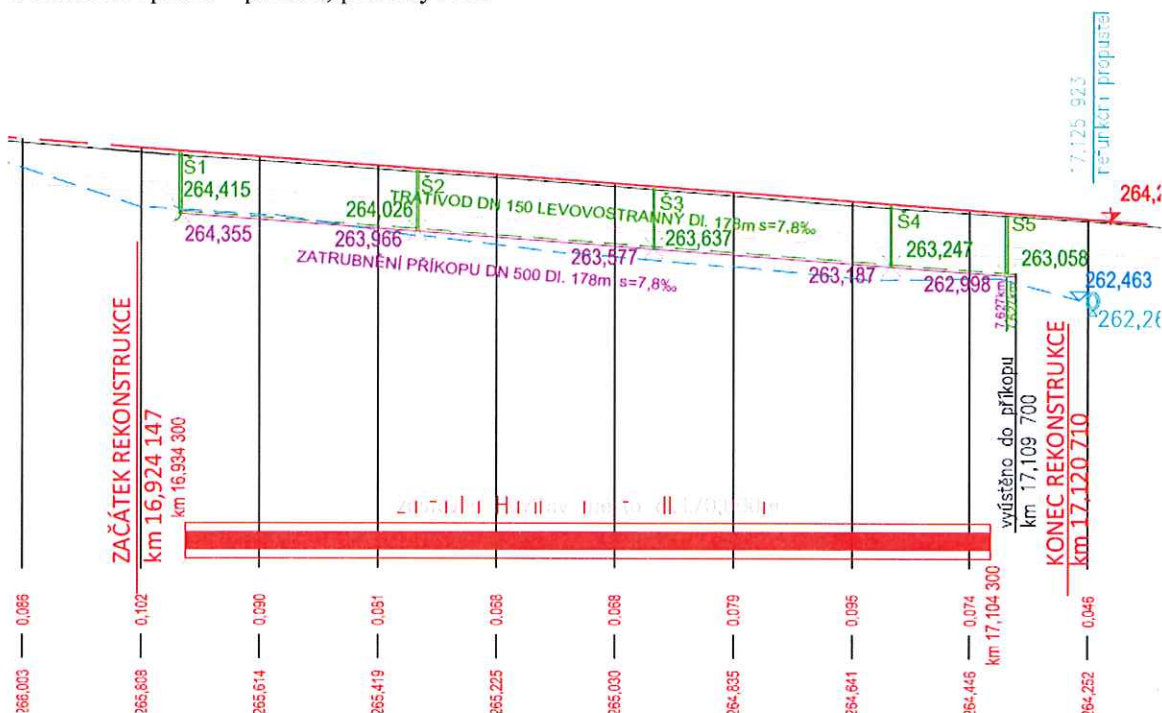 17,125 923
264,2
Š1
264,415
264,355
Š2
264,026
263,966
TRATIVOD DN 150 LEVOVOSTRANNÝ Dl. 178m s=7,8‰
ZATRUBNĚNÍ PŘÍKOPU DN 500 Dl. 178m s=7,8‰
Š3
263,637
263,577
263,247
263,187
Š5
263,058
262,998
262,463
262,26
7,627km
7,627km
ZAČÁTEK REKONSTRUKCE
km 16,924 147
km 16,934 300
vyústěno do příkopu
km 17,109 700
KONEC REKONSTRUKCE
km 17,120 710
km 17,104 300
0,086
0,102
0,090
0,081
0,068
0,068
0,079
0,095
0,074
0,046
266,003
265,808
265,614
265,419
265,225
265,030
264,835
264,641
264,446
264,252